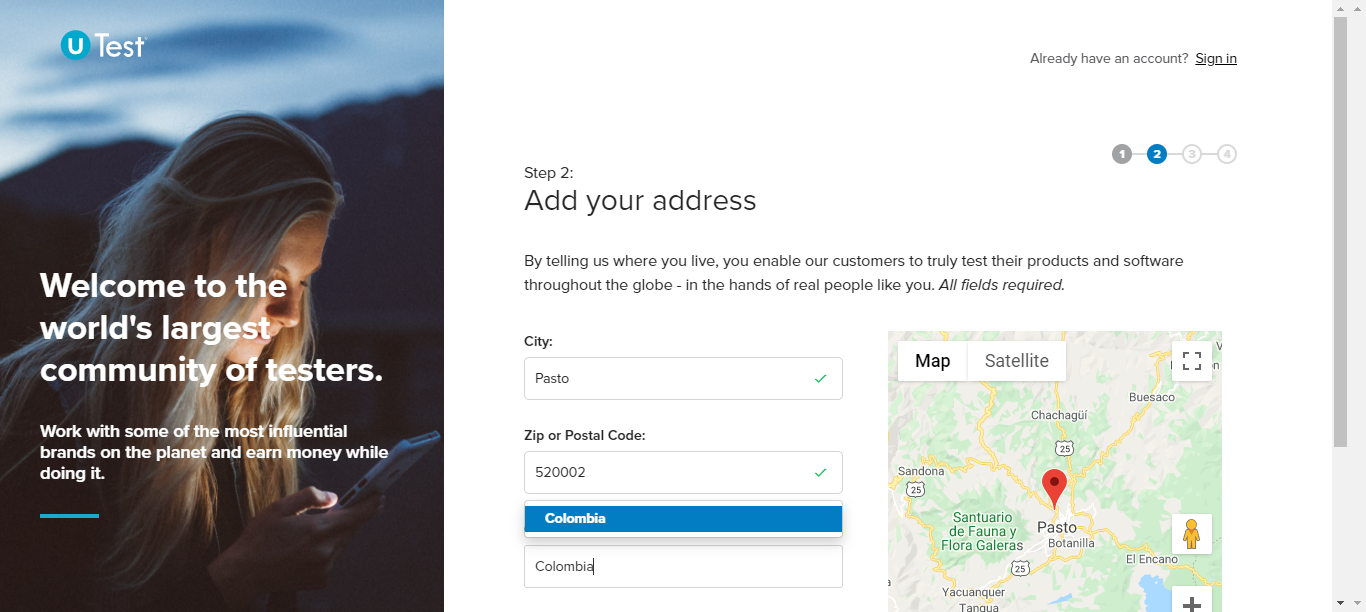 U Test
Already have an account? Sign in
1 2 3 4
Step 2:
Add your address
By telling us where you live, you enable our customers to truly test their products and software
throughout the globe - in the hands of real people like you. All fields required.
Welcome to the
world's largest
community of testers.
Work with some of the most influential
brands on the planet and earn money while
doing it.
City:
Pasto
Zip or Postal Code:
520002
Colombia
Colombia
Map Satellite
Buesaco
Chachagüí
25
Sandona
25
Santuario
de Fauna y
Flora Galeras
Pasto
Botanilla
El Encano
25
Yacuanquer
Tangua